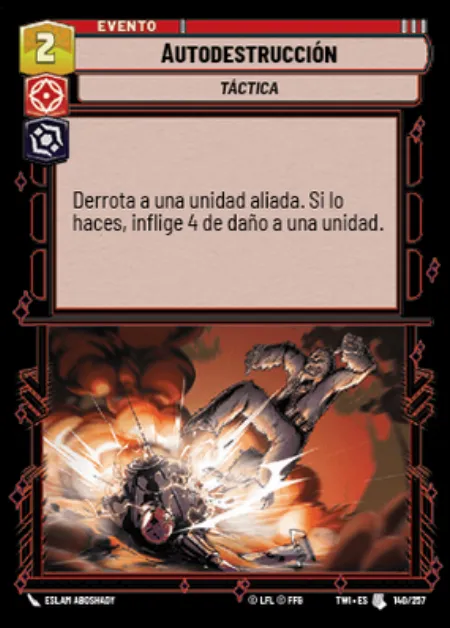 EVENTO
2
AUTODESTRUCCIÓN
TÁCTICA
Derrota a una unidad aliada. Si lo
haces, inflige 4 de daño a una unidad.
ESLAM ABOSHADY
© LFL © FFG
TWI • ES
140/257